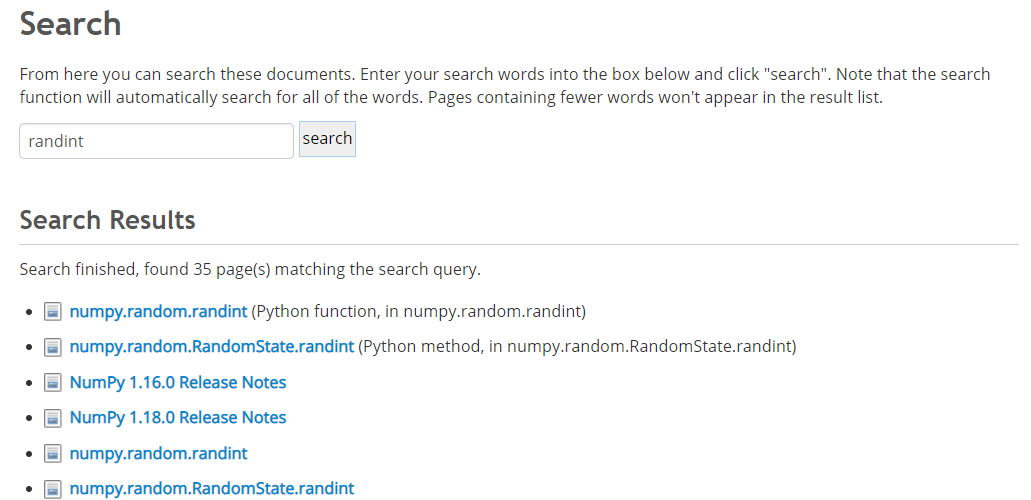 Search
From here you can search these documents. Enter your search words into the box below and click "search". Note that the search
function will automatically search for all of the words. Pages containing fewer words won't appear in the result list.
randint search
Search Results
Search finished, found 35 page(s) matching the search query.
numpy.random.randint (Python function, in numpy.random.randint)
numpy.random.RandomState.randint (Python method, in numpy.random.RandomState.randint)
NumPy 1.16.0 Release Notes
NumPy 1.18.0 Release Notes
numpy.random.randint
numpy.random.RandomState.randint